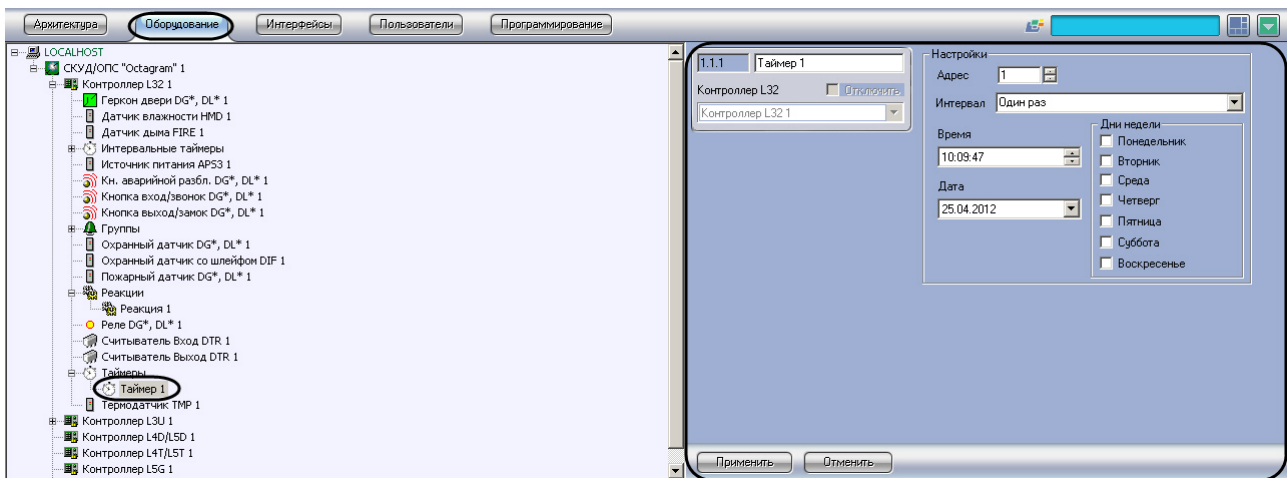 Архитектура Оборудование Интерфейсы Пользователи Программирование
LOCALHOST
СКУД/ОПС "Octagram" 1
Контроллер L32 1
Геркон двери DG*, DL* 1
Датчик влажности HMD 1
Датчик дыма FIRE 1
Интервальные таймеры
Источник питания APS3 1
Кн. аварийной разбл. DG*, DL* 1
Кнопка вход/звонок DG*, DL* 1
Кнопка выход/замок DG*, DL* 1
Группы
Охранный датчик DG*, DL* 1
Охранный датчик со шлейфом DIF 1
Пожарный датчик DG*, DL* 1
Реакции
Реакция 1
Реле DG*, DL* 1
Считыватель Вход DTR 1
Считыватель Выход DTR 1
Таймеры
Таймер 1
Термодатчик TMP 1
Контроллер L3U 1
Контроллер L4D/L5D 1
Контроллер L4T/L5T 1
Контроллер L5G 1
1.1.1 Таймер 1
Контроллер L32 Отключить
Контроллер L32 1
Настройки
Адрес 1
Интервал Один раз
Время
10:09:47
Дата
25.04.2012
Дни недели
Понедельник
Вторник
Среда
Четверг
Пятница
Суббота
Воскресенье
Применить Отменить